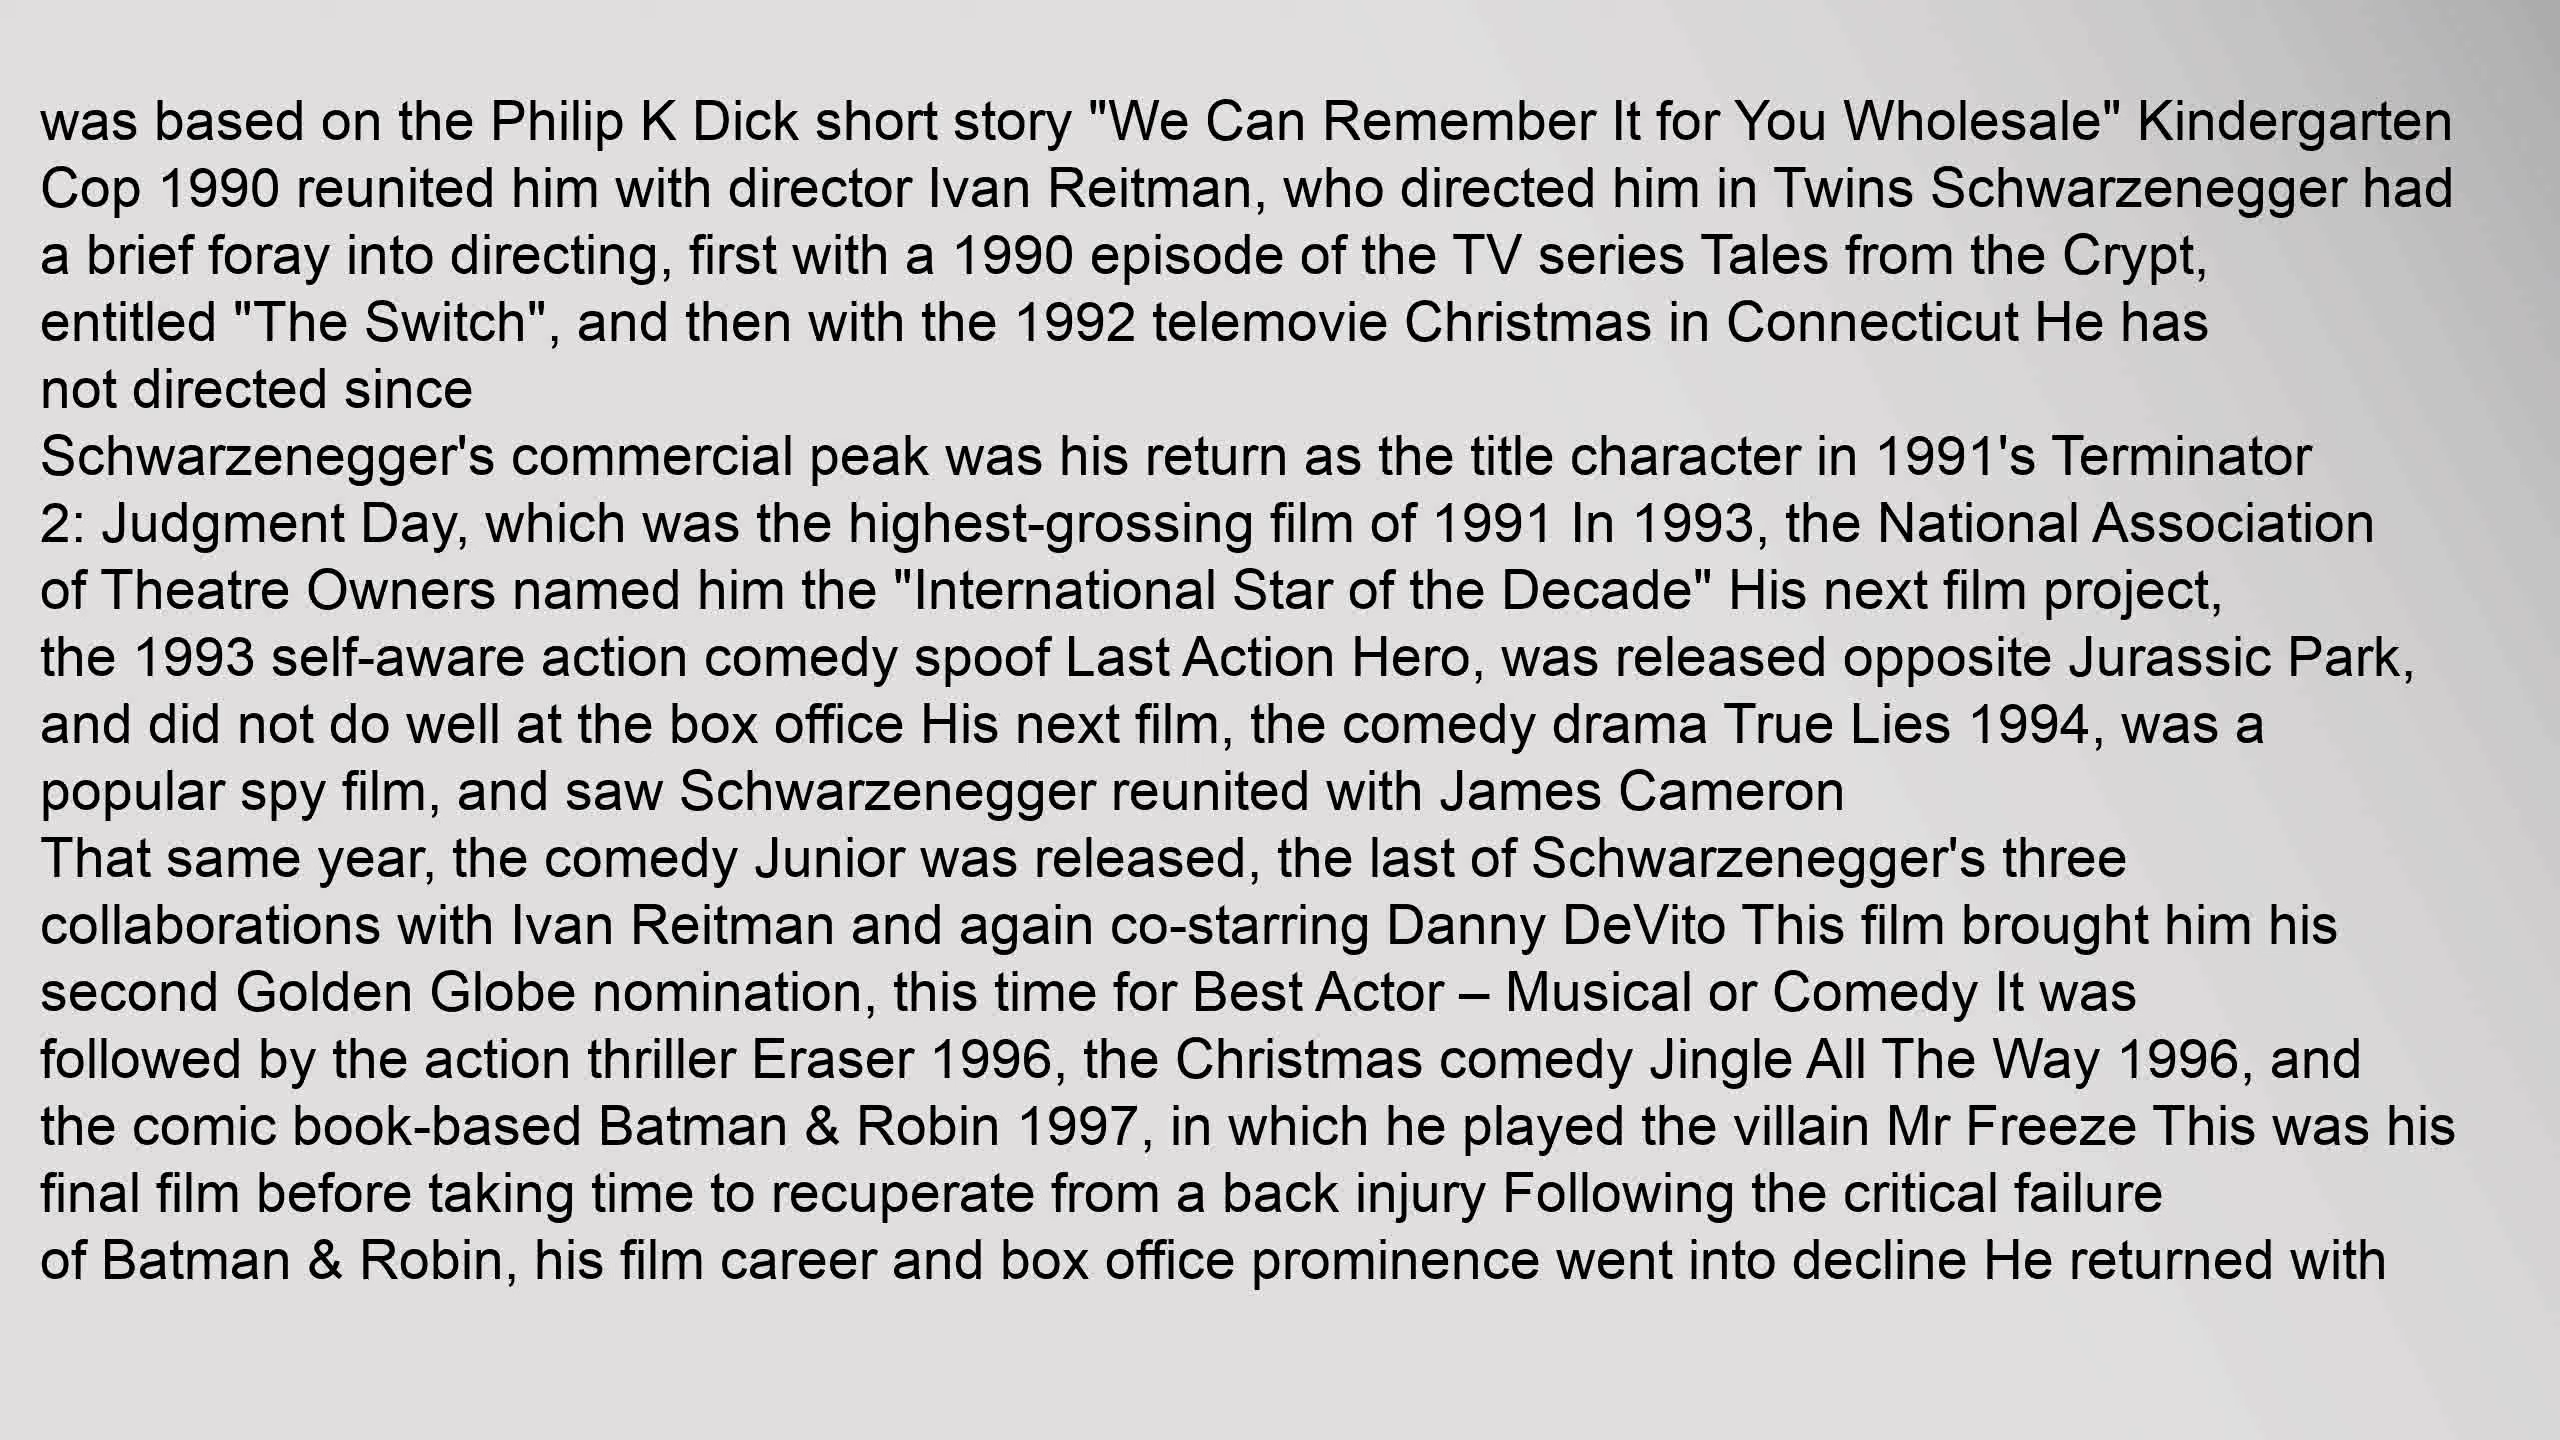 was based on the Philip K Dick short story "We Can Remember It for You Wholesale" Kindergarten
Cop 1990 reunited him with director Ivan Reitman, who directed him in Twins Schwarzenegger had
a brief foray into directing, first with a 1990 episode of the TV series Tales from the Crypt,
entitled "The Switch", and then with the 1992 telemovie Christmas in Connecticut He has
not directed since
Schwarzenegger's commercial peak was his return as the title character in 1991's Terminator
2: Judgment Day, which was the highest-grossing film of 1991 In 1993, the National Association
of Theatre Owners named him the "International Star of the Decade" His next film project,
the 1993 self-aware action comedy spoof Last Action Hero, was released opposite Jurassic Park,
and did not do well at the box office His next film, the comedy drama True Lies 1994, was a
popular spy film, and saw Schwarzenegger reunited with James Cameron
That same year, the comedy Junior was released, the last of Schwarzenegger's three
collaborations with Ivan Reitman and again co-starring Danny DeVito This film brought him his
second Golden Globe nomination, this time for Best Actor – Musical or Comedy It was
followed by the action thriller Eraser 1996, the Christmas comedy Jingle All The Way 1996, and
the comic book-based Batman & Robin 1997, in which he played the villain Mr Freeze This was his
final film before taking time to recuperate from a back injury Following the critical failure
of Batman & Robin, his film career and box office prominence went into decline He returned with